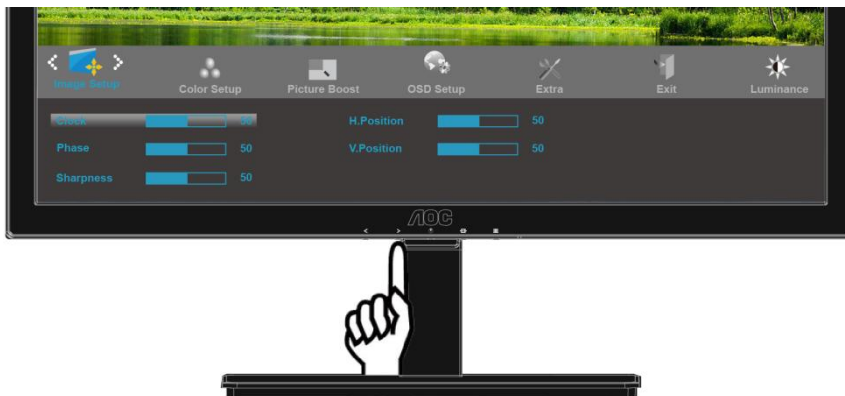 Image Setup Color Setup Picture Boost OSD Setup Extra Exit Luminance
Clock 50 H.Position 50
Phase 50 V.Position 50
Sharpness 50
AOC
< >